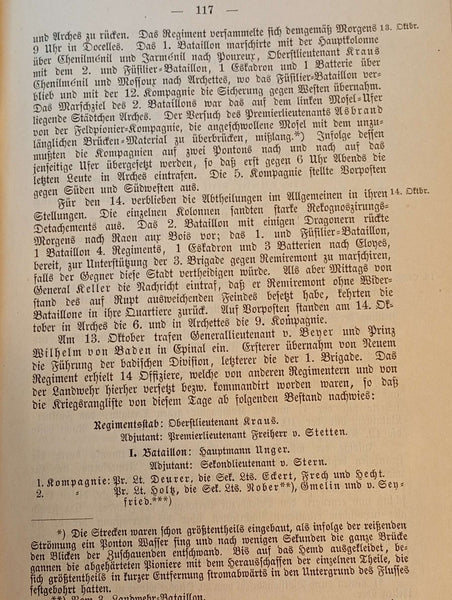 — 117 —
und Arches zu rücken. Das Regiment versammelte sich demgemäß Morgens 13. Oktbr.
9 Uhr in Docelles. Das 1. Bataillon marschirte mit der Hauptkolonne
über Cheniménil und Jarménil nach Poureux, Oberstlieutenant Kraus
mit dem 2. und Füsilier-Bataillon, 1 Eskadron und 1 Batterie über
Cheniménil und Mossoux nach Archettes, wo das Füsilier-Bataillon ver-
blieb und mit der 12. Kompagnie die Sicherung gegen Westen übernahm.
Das Marschziel des 2. Bataillons war das auf dem linken Mosel-Ufer
liegende Städtchen Arches. Der Versuch des Premierlieutenants Asbrand
von der Feldpionier-Kompagnie, die angeschwollene Mosel mit dem unzu-
länglichen Brücken-Material zu überbrücken, mißlang.*) Infolge dessen
mußten die Kompagnien auf zwei Pontons nach und nach auf das
jenseitige Ufer übergesetzt werden, so daß erst gegen 6 Uhr Abends die
letzten Leute in Arches eintrafen. Die 5. Kompagnie stellte Vorposten
gegen Süden und Südwesten aus.
Für den 14. verblieben die Abtheilungen im Allgemeinen in ihren 14. Oktbr.
Stellungen. Die einzelnen Kolonnen sandten starke Rekognoszirungs-
Detachements aus. Das 2. Bataillon mit einigen Dragonern rückte
Morgens nach Raon aux Bois vor; das 1. und Füsilier-Bataillon,
1 Bataillon 4. Regiments, 1 Eskadron und 3 Batterien nach Eloyes,
bereit, zur Unterstützung der 3. Brigade gegen Remiremont zu marschiren,
falls der Gegner diese Stadt vertheidigen würde. Als aber Mittags von
General Keller die Nachricht eintraf, daß er Remiremont ohne Wider-
stand des auf Rupt ausweichenden Feindes besetzt habe, kehrten die
Bataillone in ihre Quartiere zurück. Auf Vorposten standen am 14. Ok-
tober in Arches die 6. und in Archettes die 9. Kompagnie.
Am 13. Oktober trafen Generallieutenant v. Beyer und Prinz
Wilhelm von Baden in Epinal ein. Ersterer übernahm von Neuem
die Führung der badischen Division, letzterer die der 1. Brigade. Das
Regiment erhielt 14 Offiziere, welche von anderen Regimentern und von
der Landwehr hierher versetzt bezw. kommandirt worden waren, so daß
die Kriegsrangliste von diesem Tage ab folgenden Bestand nachwies:
Regimentsstab: Oberstlieutenant Kraus.
Adjutant: Premierlieutenant Freiherr v. Stetten.
I. Bataillon: Hauptmann Unger.
Adjutant: Sekondlieutenant v. Stern.
1. Kompagnie: Pr. Lt. Deurer, die Sek. Lts. Eckert, Frech und Hecht.
2. " Pr. Lt. Holtz, die Sek. Lts. Nober**), Gmelin und v. Sey-
fried.***)
*) Die Strecken waren schon größtentheils eingebaut, als infolge der reißenden
Strömung ein Ponton Wasser fing und nach wenigen Sekunden die ganze Brücke
den Blicken der Zuschauenden entschwand. Bis auf das Hemd ausgekleidet, be-
gannen die abgehärteten Pioniere mit dem Herausschaffen der einzelnen Theile, die
sich größtentheils in kurzer Entfernung stromabwärts in den Untergrund des Flusses
festgebohrt hatten.
**) Vom 2. Landwehr-Bataillon.